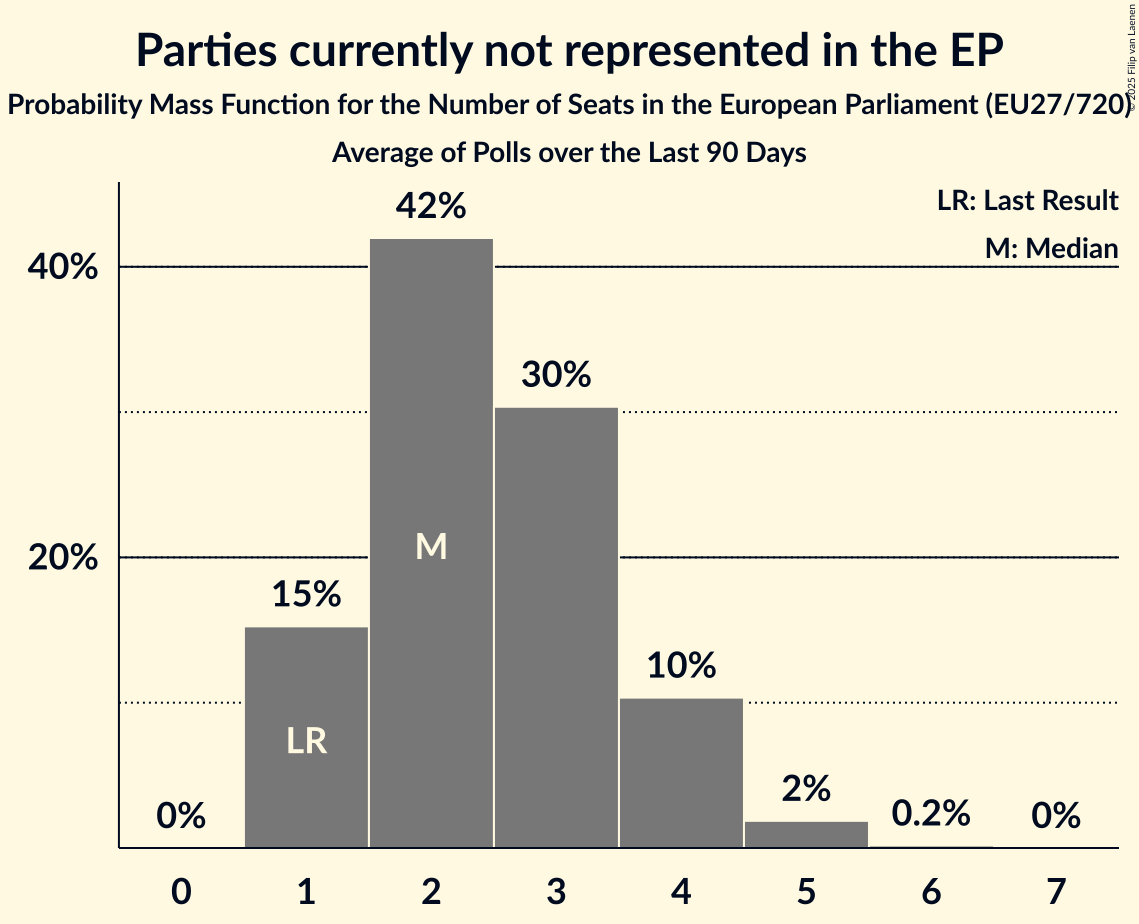 Parties currently not represented in the EP
Probability Mass Function for the Number of Seats in the European Parliament (EU27/720)
Average of Polls over the Last 90 Days
© 2025 Filip van Laenen
LR: Last Result
M: Median
42%
40%
30%
M
20%
15%
10%
LR
2%
0%
0.2%
0%
0 1 2 3 4 5 6 7